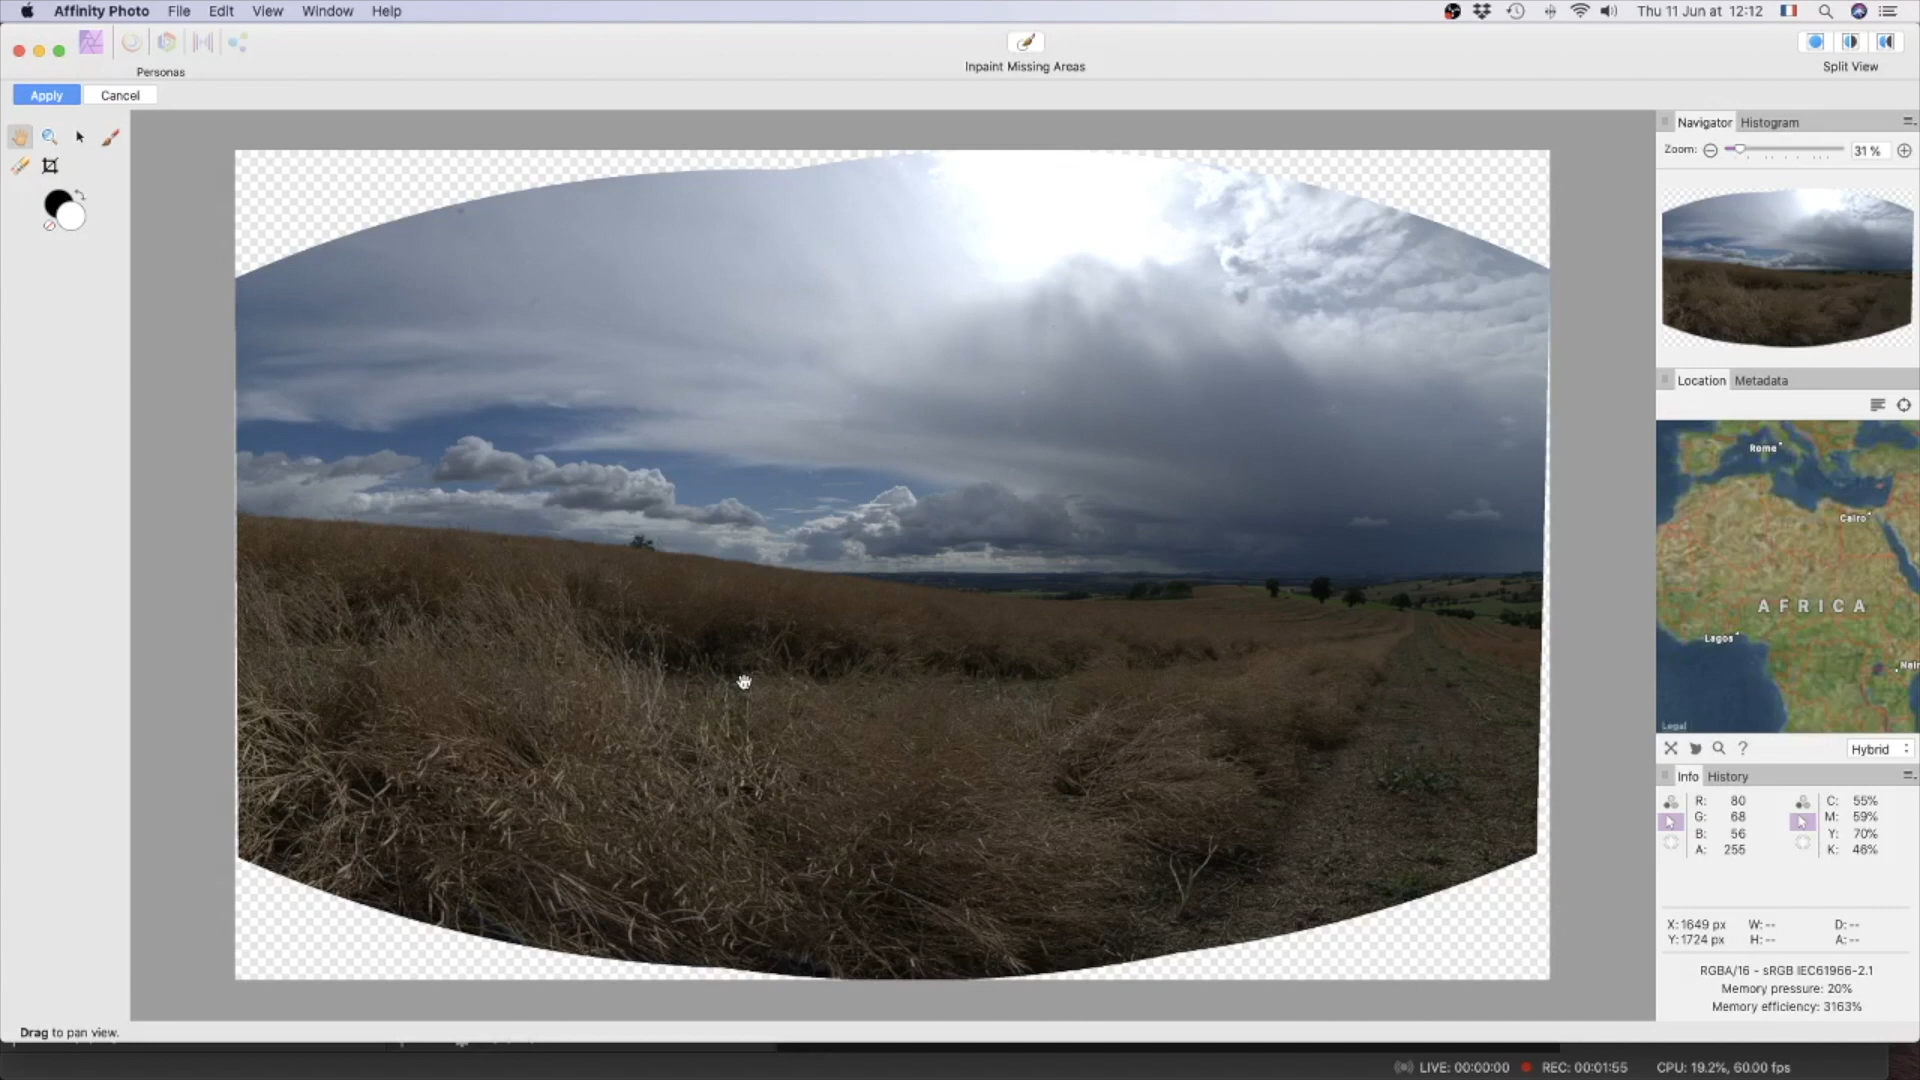 Affinity Photo File Edit View Window Help Thu 11 Jun at 12:12
Personas
Inpaint Missing Areas
Split View
Apply Cancel
Navigator Histogram
Zoom: 31 %
Location Metadata
Rome
Cairo
AFRICA
Lagos
Legal
? Hybrid
Info History
R: 80 C: 55%
G: 68 M: 59%
B: 56 Y: 70%
A: 255 K: 46%
X: 1649 px W: -- D: --
Y: 1724 px H: -- A: --
RGBA/16 - sRGB IEC61966-2.1
Memory pressure: 20%
Memory efficiency: 3163%
Drag to pan view.
LIVE: 00:00:00 REC: 00:01:55 CPU: 19.2%, 60.00 fps